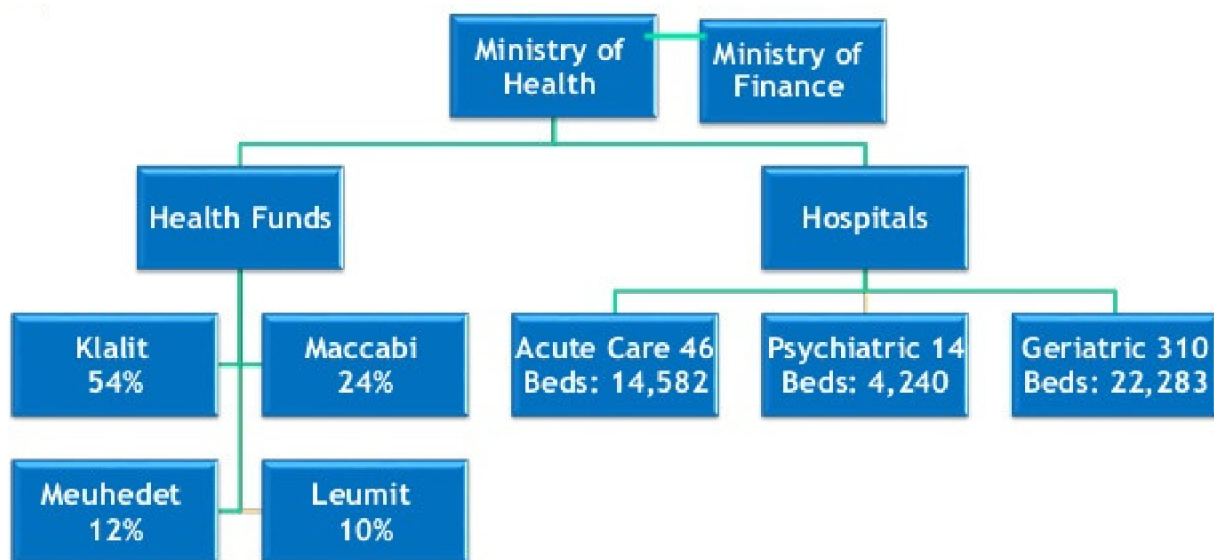 Ministry of
Health
Ministry of
Finance
Health Funds
Hospitals
Klalit
54%
Maccabi
24%
Acute Care 46
Beds: 14,582
Psychiatric 14
Beds: 4,240
Geriatric 310
Beds: 22,283
Meuhedet
12%
Leumit
10%